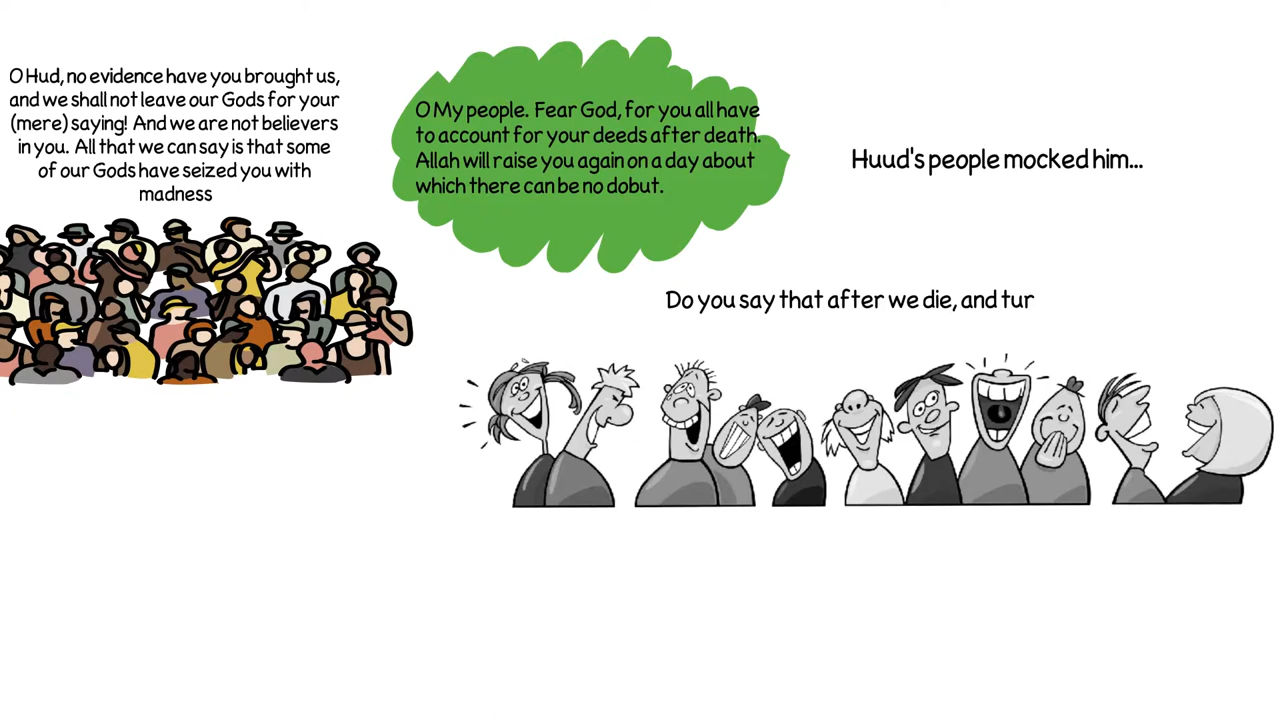 O Hud, no evidence have you brought us,
and we shall not leave our Gods for your
(mere) saying! And we are not believers
in you. All that we can say is that some
of our Gods have seized you with
madness
O My people. Fear God, for you all have
to account for your deeds after death.
Allah will raise you again on a day about
which there can be no dobut.
Huud's people mocked him...
Do you say that after we die, and tur